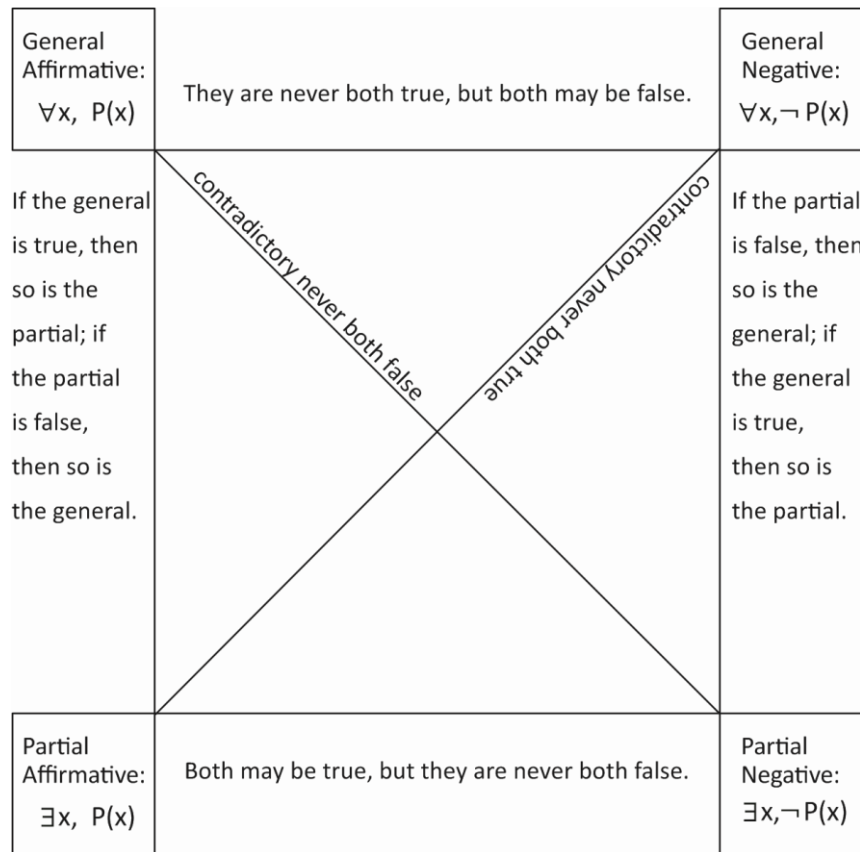 General
Affirmative:
∀x, P(x)
They are never both true, but both may be false.
General
Negative:
∀x,¬ P(x)
If the general
is true, then
so is the
partial; if
the partial
is false,
then so is
the general.
contradictory never both false
contradictory never both true
If the partial
is false, then
so is the
general; if
the general
is true,
then so is
the partial.
Partial
Affirmative:
∃x, P(x)
Both may be true, but they are never both false.
Partial
Negative:
∃x,¬ P(x)